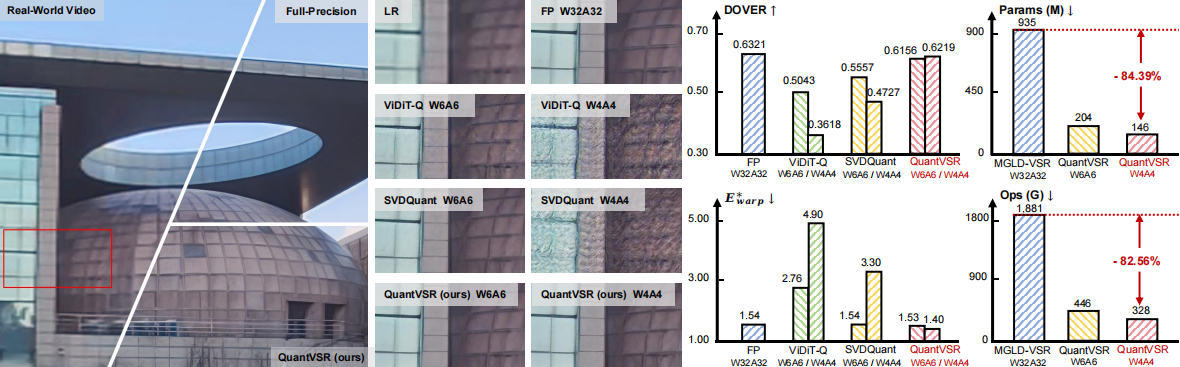 Real-World Video
Full-Precision
QuantVSR (ours)
LR
FP W32A32
ViDiT-Q W6A6
ViDiT-Q W4A4
SVDQuant W6A6
SVDQuant W4A4
QuantVSR (ours) W6A6
QuantVSR (ours) W4A4
DOVER ↑
0.70
0.50
0.30
0.6321
0.5043
0.3618
0.5557
0.4727
0.6156
0.6219
FP
W32A32
ViDiT-Q
W6A6 / W4A4
SVDQuant
W6A6 / W4A4
QuantVSR
W6A6 / W4A4
Params (M) ↓
900
450
0
935
204
146
- 84.39%
MGLD-VSR
W32A32
QuantVSR
W6A6
QuantVSR
W4A4
E*warp ↓
5.00
3.00
1.00
1.54
2.76
4.90
1.54
3.30
1.53
1.40
FP
W32A32
ViDiT-Q
W6A6 / W4A4
SVDQuant
W6A6 / W4A4
QuantVSR
W6A6 / W4A4
Ops (G) ↓
1800
900
0
1,881
446
328
- 82.56%
MGLD-VSR
W32A32
QuantVSR
W6A6
QuantVSR
W4A4